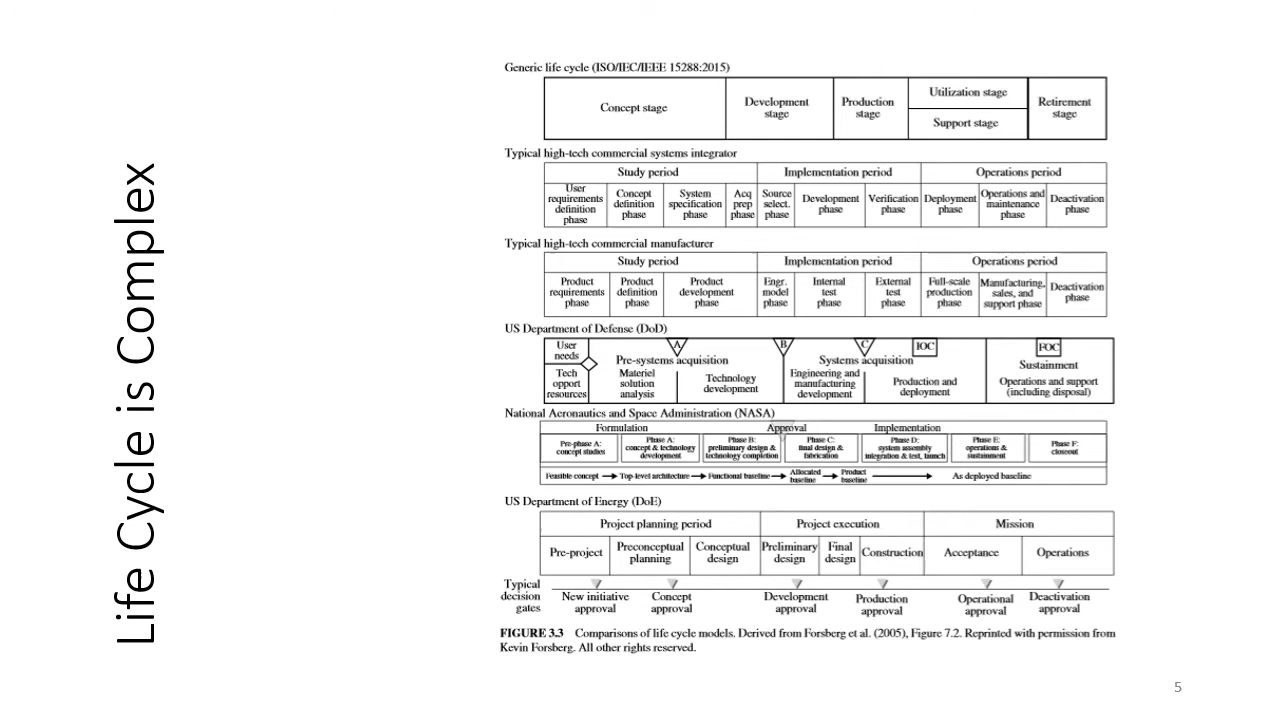 Life Cycle is Complex
Generic life cycle (ISO/IEC/IEEE 15288:2015)
Concept stage
Development
stage
Production
stage
Utilization stage
Support stage
Retirement
stage
Typical high-tech commercial systems integrator
Study period
Implementation period
Operations period
User
requirements
definition
phase
Concept
definition
phase
System
specification
phase
Acq
prep
phase
Source
select.
phase
Development
phase
Verification
phase
Deployment
phase
Operations and
maintenance
phase
Deactivation
phase
Typical high-tech commercial manufacturer
Study period
Implementation period
Operations period
Product
requirements
phase
Product
definition
phase
Product
development
phase
Engr.
model
phase
Internal
test
phase
External
test
phase
Full-scale
production
phase
Manufacturing,
sales, and
support phase
Deactivation
phase
US Department of Defense (DoD)
User
needs
Tech
opport
resources
A
B
C
IOC
FOC
Pre-systems acquisition
Systems acquisition
Sustainment
Materiel
solution
analysis
Technology
development
Engineering and
manufacturing
development
Production and
deployment
Operations and support
(including disposal)
National Aeronautics and Space Administration (NASA)
Formulation
Approval
Implementation
Pre-phase A:
concept studies
Phase A:
concept & technology
development
Phase B:
preliminary design &
technology completion
Phase C:
final design &
fabrication
Phase D:
system assembly
integration & test, launch
Phase E:
operations &
sustainment
Phase F:
closeout
Feasible concept
Top-level architecture
Functional baseline
Allocated
baseline
Product
baseline
As deployed baseline
US Department of Energy (DoE)
Project planning period
Project execution
Mission
Pre-project
Preconceptual
planning
Conceptual
design
Preliminary
design
Final
design
Construction
Acceptance
Operations
Typical
decision
gates
New initiative
approval
Concept
approval
Development
approval
Production
approval
Operational
approval
Deactivation
approval
FIGURE 3.3 Comparisons of life cycle models. Derived from Forsberg et al. (2005), Figure 7.2. Reprinted with permission from
Kevin Forsberg. All other rights reserved.
5